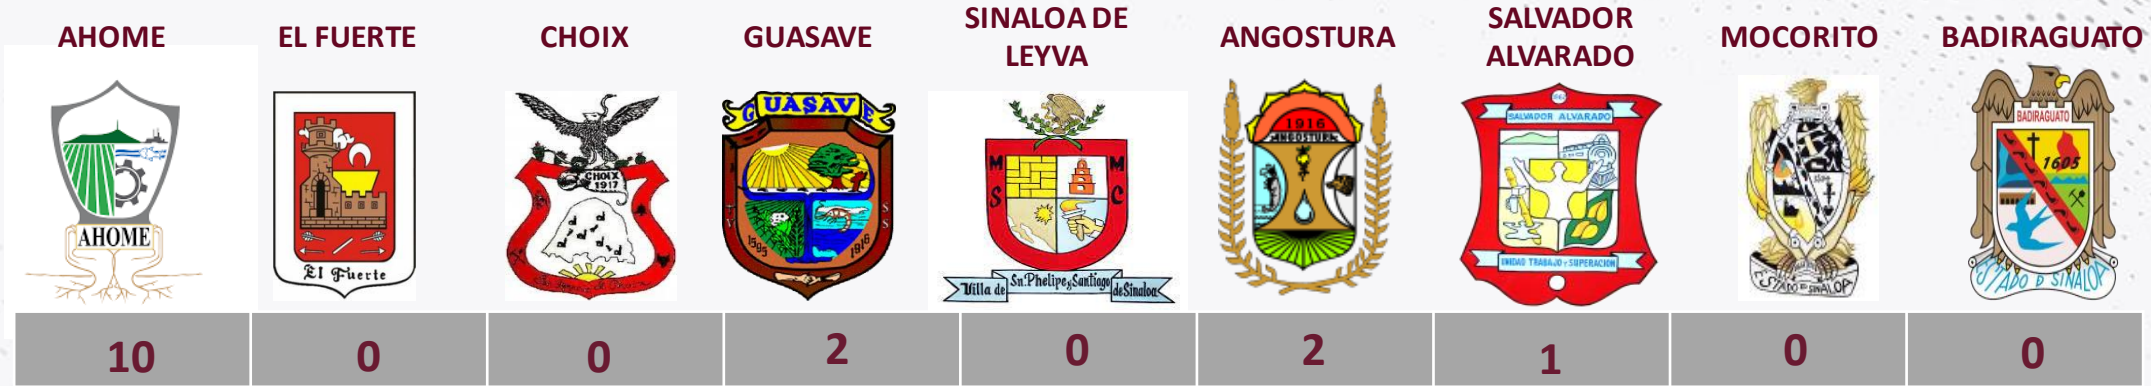 AHOME
EL FUERTE
CHOIX
GUASAVE
SINALOA DE
LEYVA
ANGOSTURA
SALVADOR
ALVARADO
MOCORITO
BADIRAGUATO
AHOME
El Fuerte
CHOIX
1917
GUASAVE
1595
1916
M M
S C
Villa de Sn. Phelipe y Santiago de Sinaloa
1916
ANGOSTURA
SALVADOR ALVARADO
UNIDAD TRABAJO Y SUPERACION
ESTADO DE SINALOA
BADIRAGUATO
1605
ESTADO D SINALOA
10
0
0
2
0
2
1
0
0